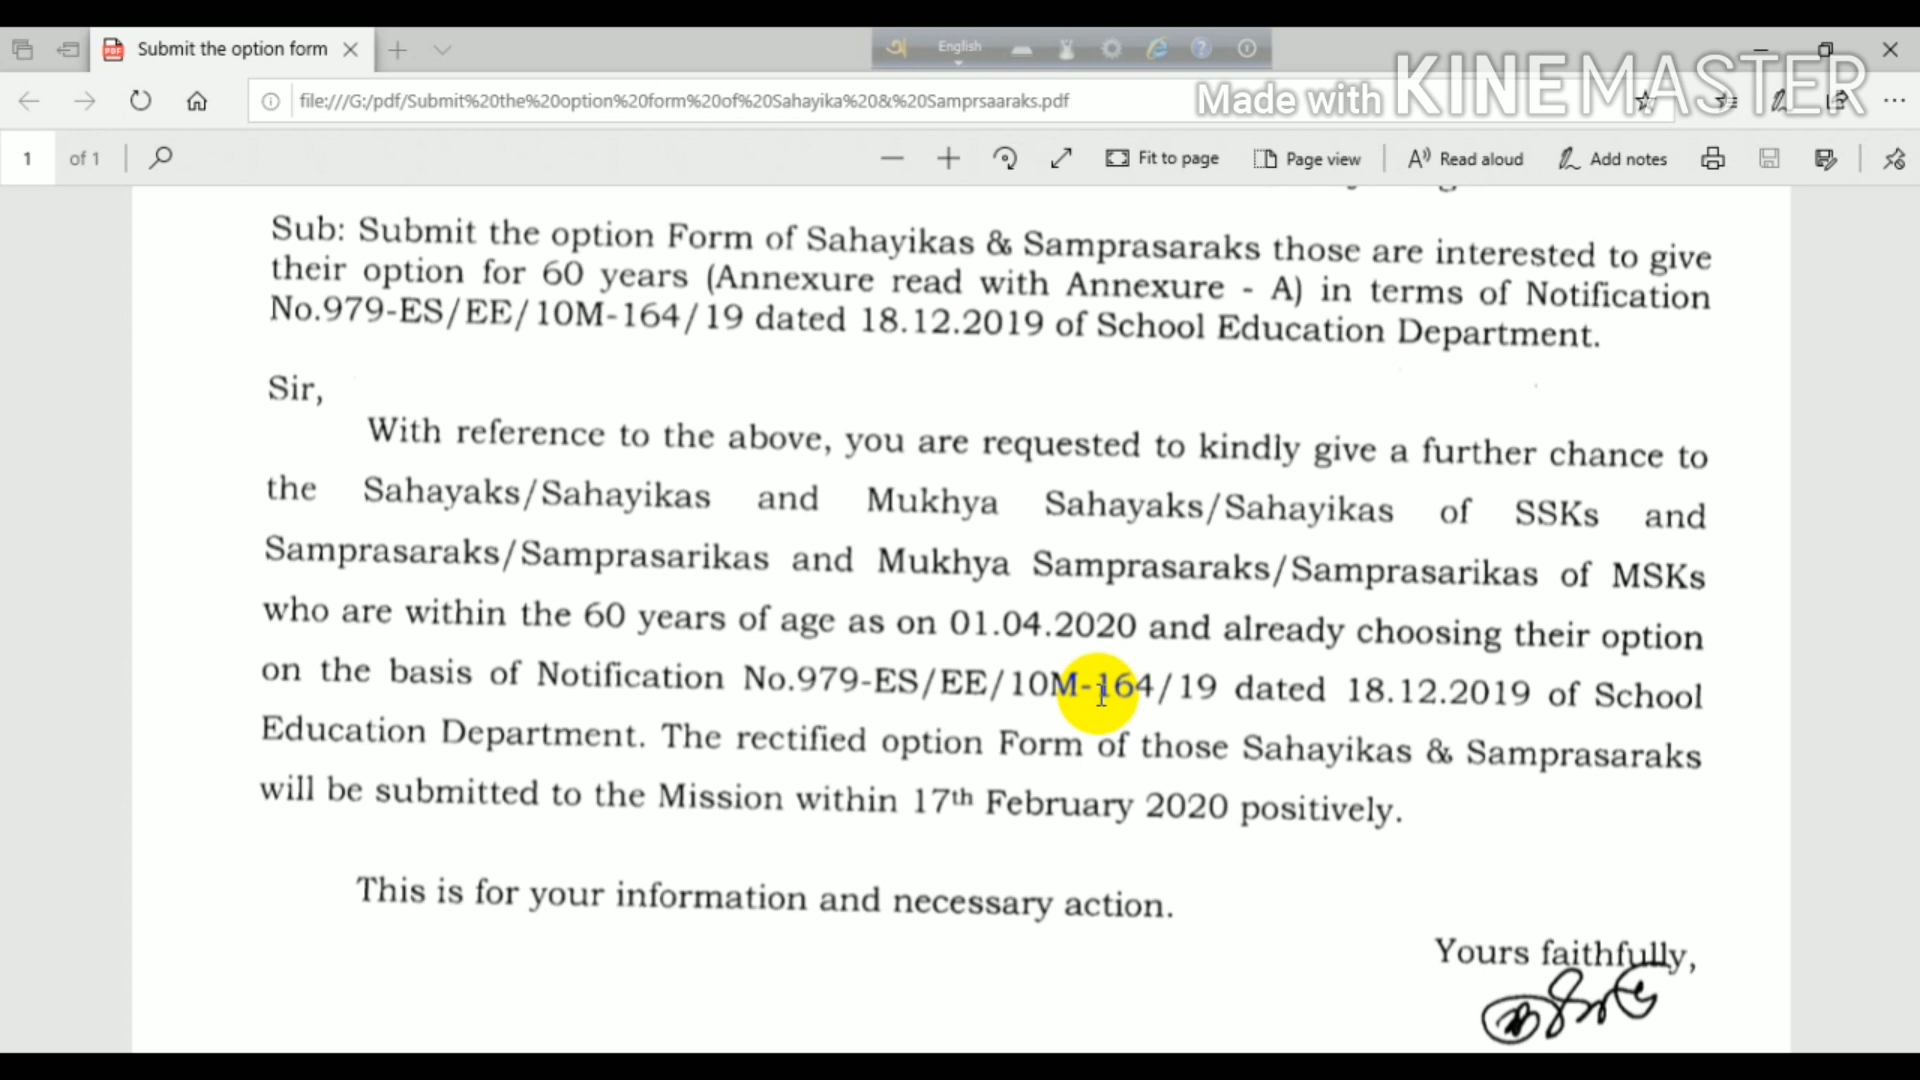 Submit the option form
English
Made with KINEMASTER
file:///G:/pdf/Submit%20the%20option%20form%20of%20Sahayika%20&%20Samprsaaraks.pdf
1 of 1 Fit to page Page view Read aloud Add notes
Sub: Submit the option Form of Sahayikas & Samprasaraks those are interested to give
their option for 60 years (Annexure read with Annexure - A) in terms of Notification
No.979-ES/EE/10M-164/19 dated 18.12.2019 of School Education Department.
Sir,
With reference to the above, you are requested to kindly give a further chance to
the Sahayaks/Sahayikas and Mukhya Sahayaks/Sahayikas of SSKs and
Samprasaraks/Samprasarikas and Mukhya Samprasaraks/Samprasarikas of MSKs
who are within the 60 years of age as on 01.04.2020 and already choosing their option
on the basis of Notification No.979-ES/EE/10M-164/19 dated 18.12.2019 of School
Education Department. The rectified option Form of those Sahayikas & Samprasaraks
will be submitted to the Mission within 17th February 2020 positively.
This is for your information and necessary action.
Yours faithfully,